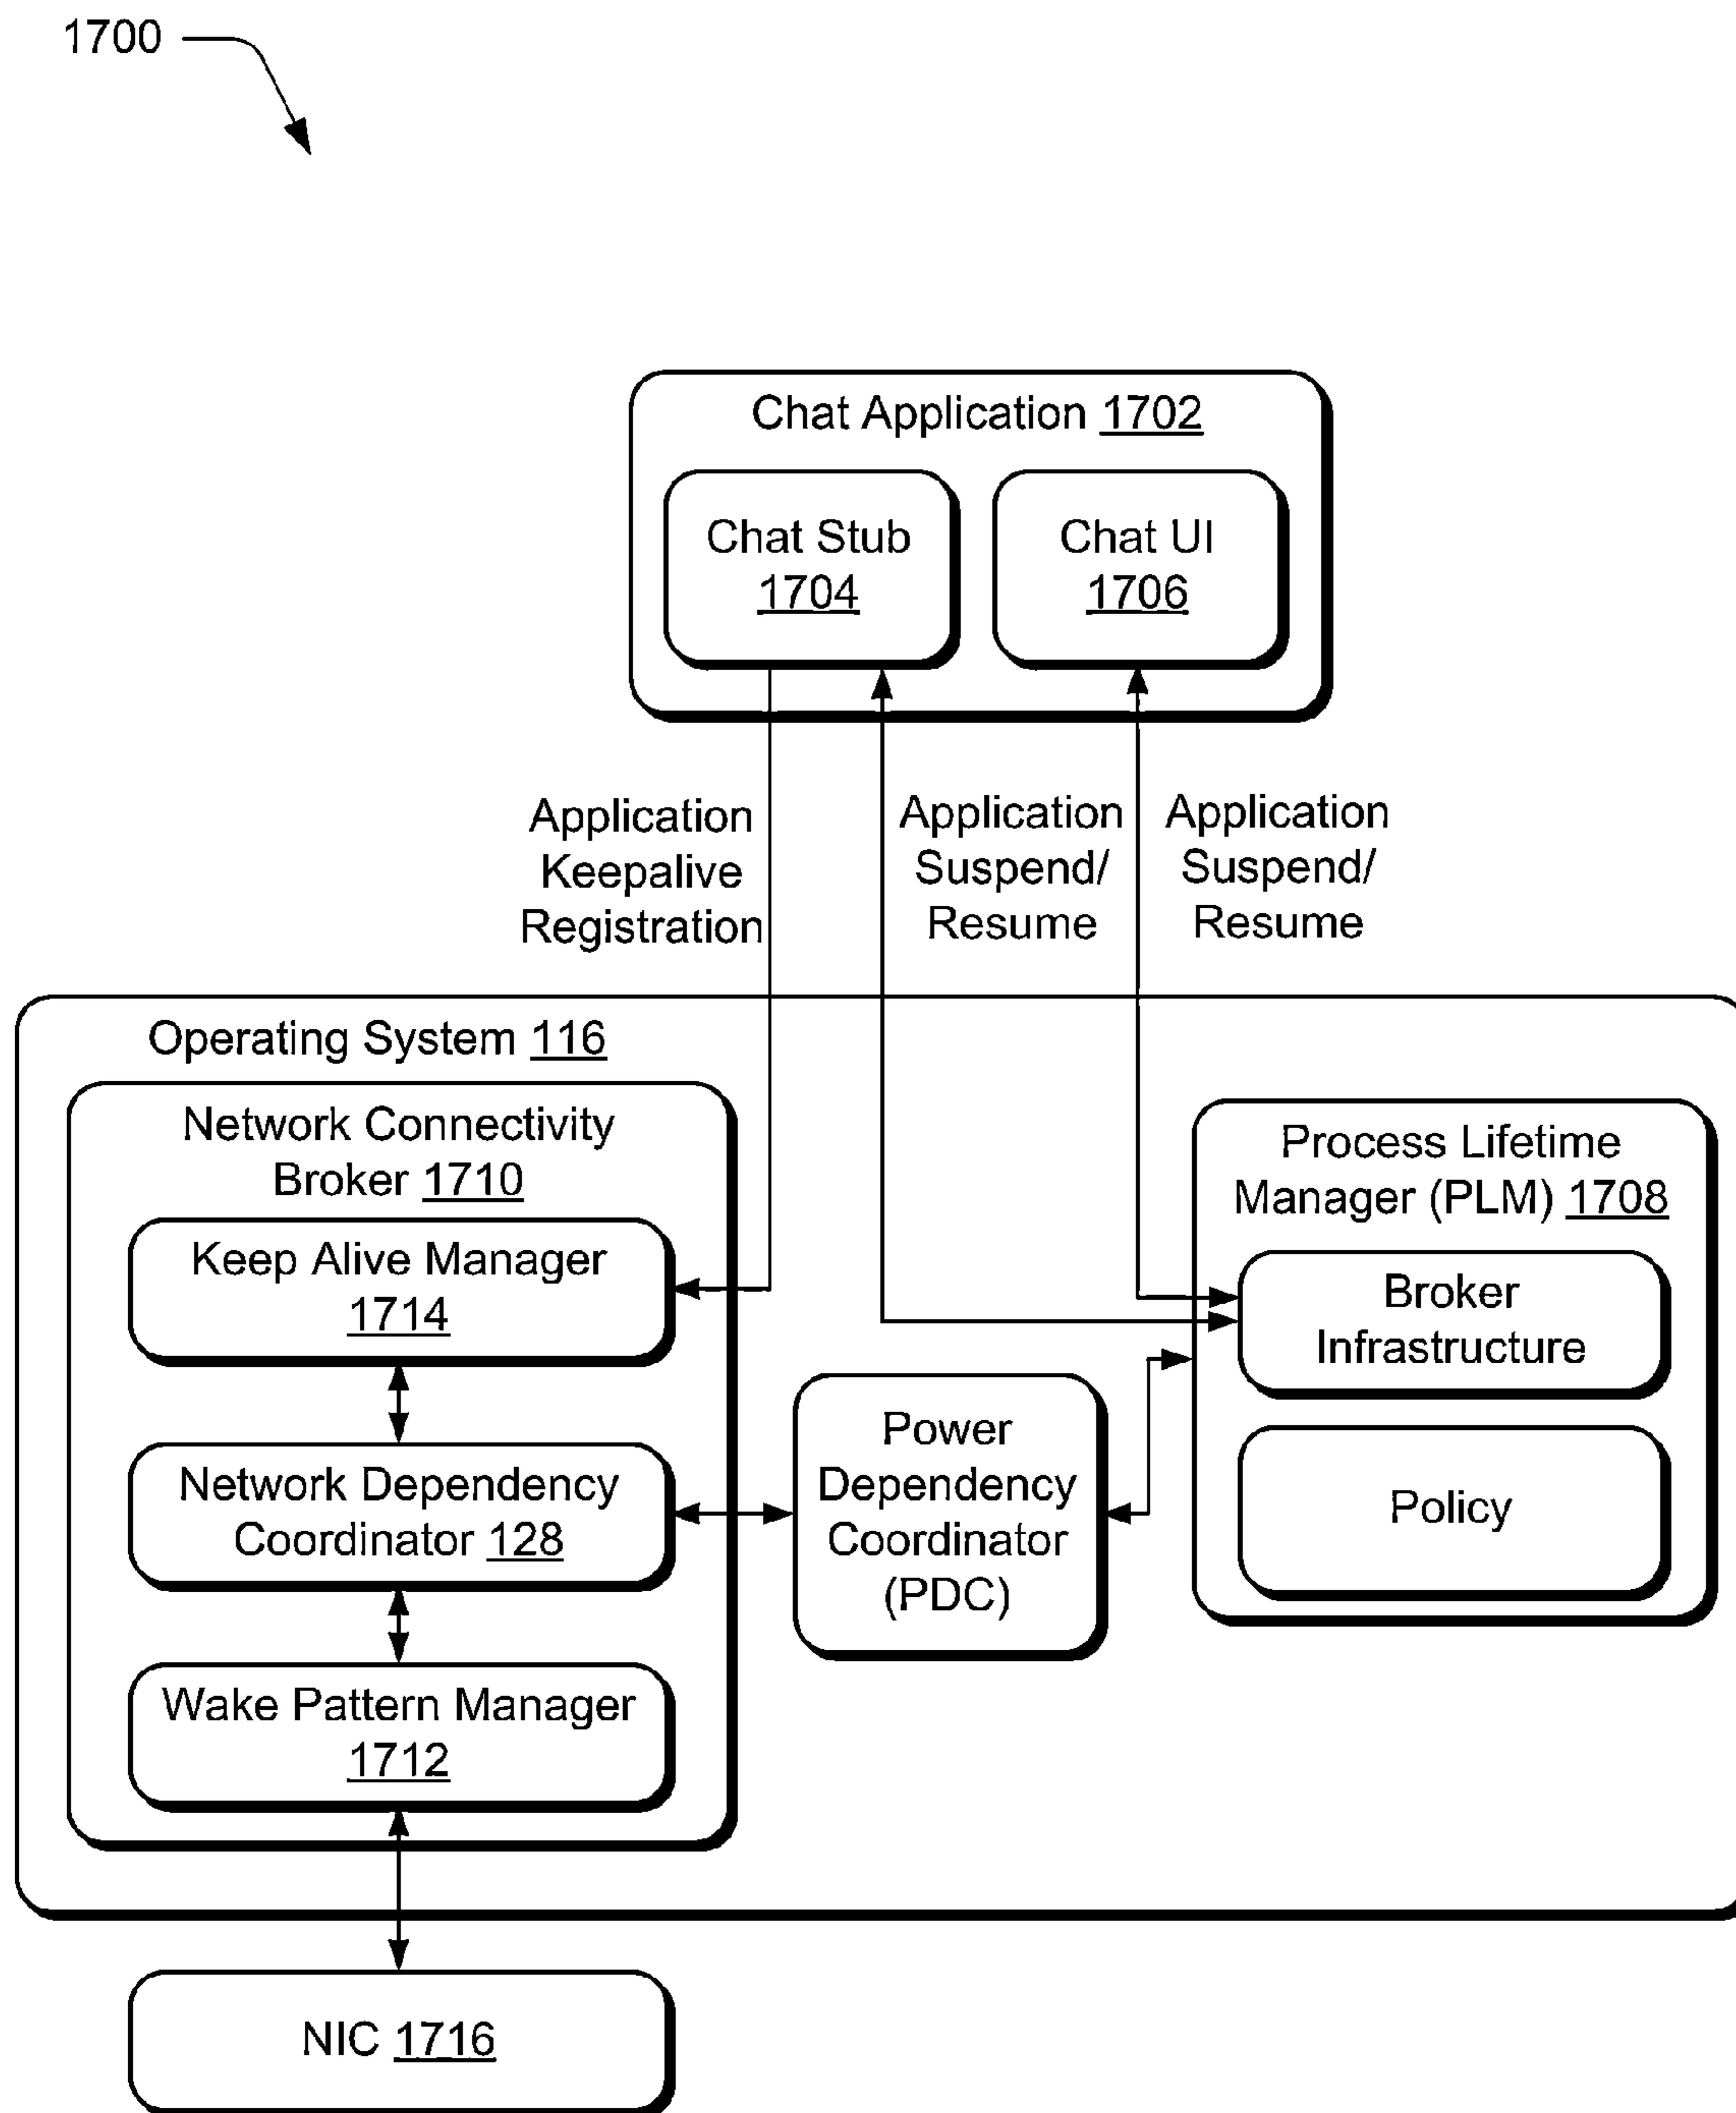 1700
Chat Application 1702
Chat Stub
1704
Chat UI
1706
Application
Keepalive
Registration
Application
Suspend/
Resume
Application
Suspend/
Resume
Operating System 116
Network Connectivity
Broker 1710
Keep Alive Manager
1714
Network Dependency
Coordinator 128
Wake Pattern Manager
1712
Power
Dependency
Coordinator
(PDC)
Process Lifetime
Manager (PLM) 1708
Broker
Infrastructure
Policy
NIC 1716